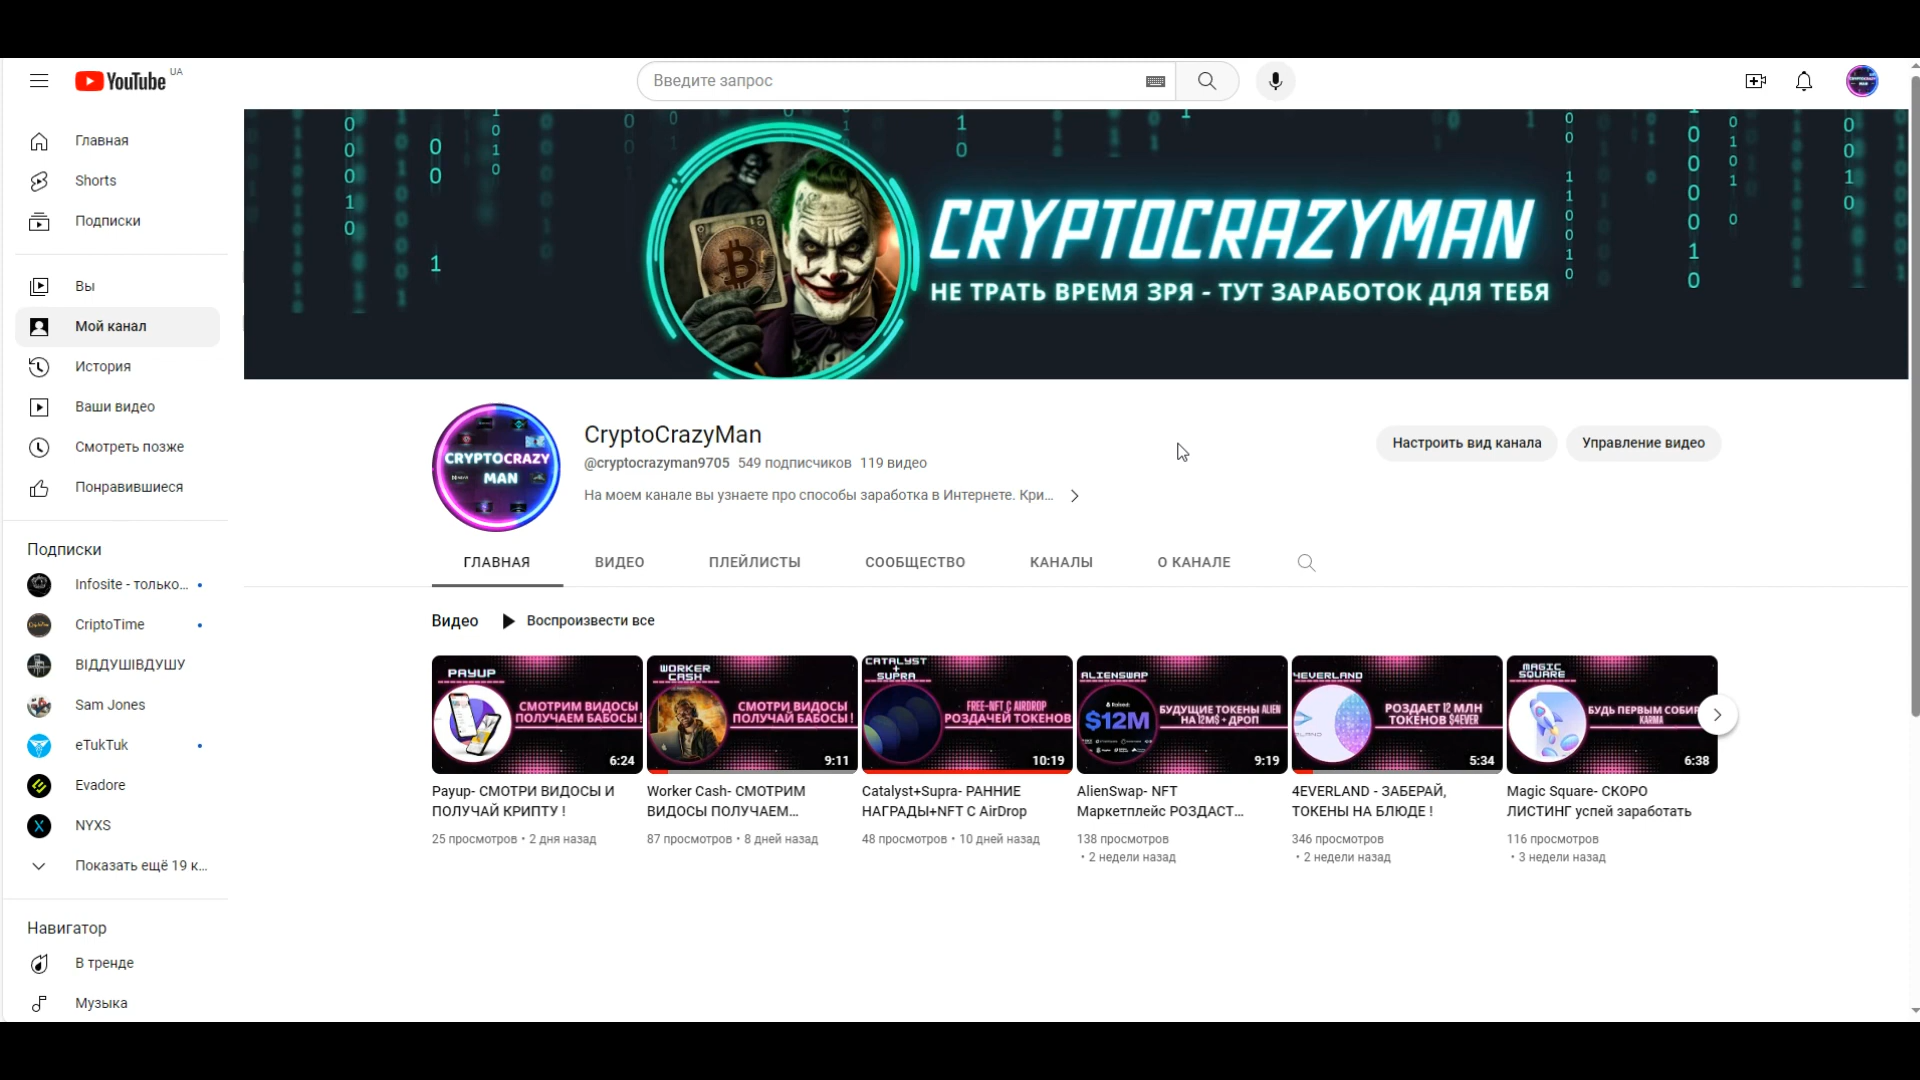 YouTube UA
Введите запрос
Главная
Shorts
Подписки
Вы
Мой канал
История
Ваши видео
Смотреть позже
Понравившиеся
Подписки
Infosite - только...
CriptoTime
ВІДДУШІВДУШУ
Sam Jones
eTukTuk
Evadore
NYXS
Показать ещё 19 к...
Навигатор
В тренде
Музыка
CRYPTOCRAZYMAN
НЕ ТРАТЬ ВРЕМЯ ЗРЯ - ТУТ ЗАРАБОТОК ДЛЯ ТЕБЯ
CRYPTOCRAZY
MAN
CryptoCrazyMan
@cryptocrazyman9705 549 подписчиков 119 видео
На моем канале вы узнаете про способы заработка в Интернете. Кри...
Настроить вид канала
Управление видео
ГЛАВНАЯ ВИДЕО ПЛЕЙЛИСТЫ СООБЩЕСТВО КАНАЛЫ О КАНАЛЕ
Видео
Воспроизвести все
PAYUP
СМОТРИМ ВИДОСЫ
ПОЛУЧАЕМ БАБОСЫ !
6:24
Payup- СМОТРИ ВИДОСЫ И
ПОЛУЧАЙ КРИПТУ !
25 просмотров • 2 дня назад
WORKER
CASH
СМОТРИ ВИДОСЫ
ПОЛУЧАЙ БАБОСЫ !
9:11
Worker Cash- СМОТРИМ
ВИДОСЫ ПОЛУЧАЕМ...
87 просмотров • 8 дней назад
CATALYST
+
SUPRA
FREE-NFT С AIRDROP
РОЗДАЧЕЙ ТОКЕНОВ
10:19
Catalyst+Supra- РАННИЕ
НАГРАДЫ+NFT С AirDrop
48 просмотров • 10 дней назад
ALIENSWAP
Raised:
$12M
БУДУЩИЕ ТОКЕНЫ ALIEN
НА 12M$ + ДРОП
9:19
AlienSwap- NFT
Маркетплейс РОЗДАСТ...
138 просмотров
• 2 недели назад
4EVERLAND
РОЗДАЕТ 12 МЛН
ТОКЕНОВ $4EVER
5:34
4EVERLAND - ЗАБЕРАЙ,
ТОКЕНЫ НА БЛЮДЕ !
346 просмотров
• 2 недели назад
MAGIC
SQUARE
БУДЬ ПЕРВЫМ СОБИР
KARMA
6:38
Magic Square- СКОРО
ЛИСТИНГ успей заработать
116 просмотров
• 3 недели назад